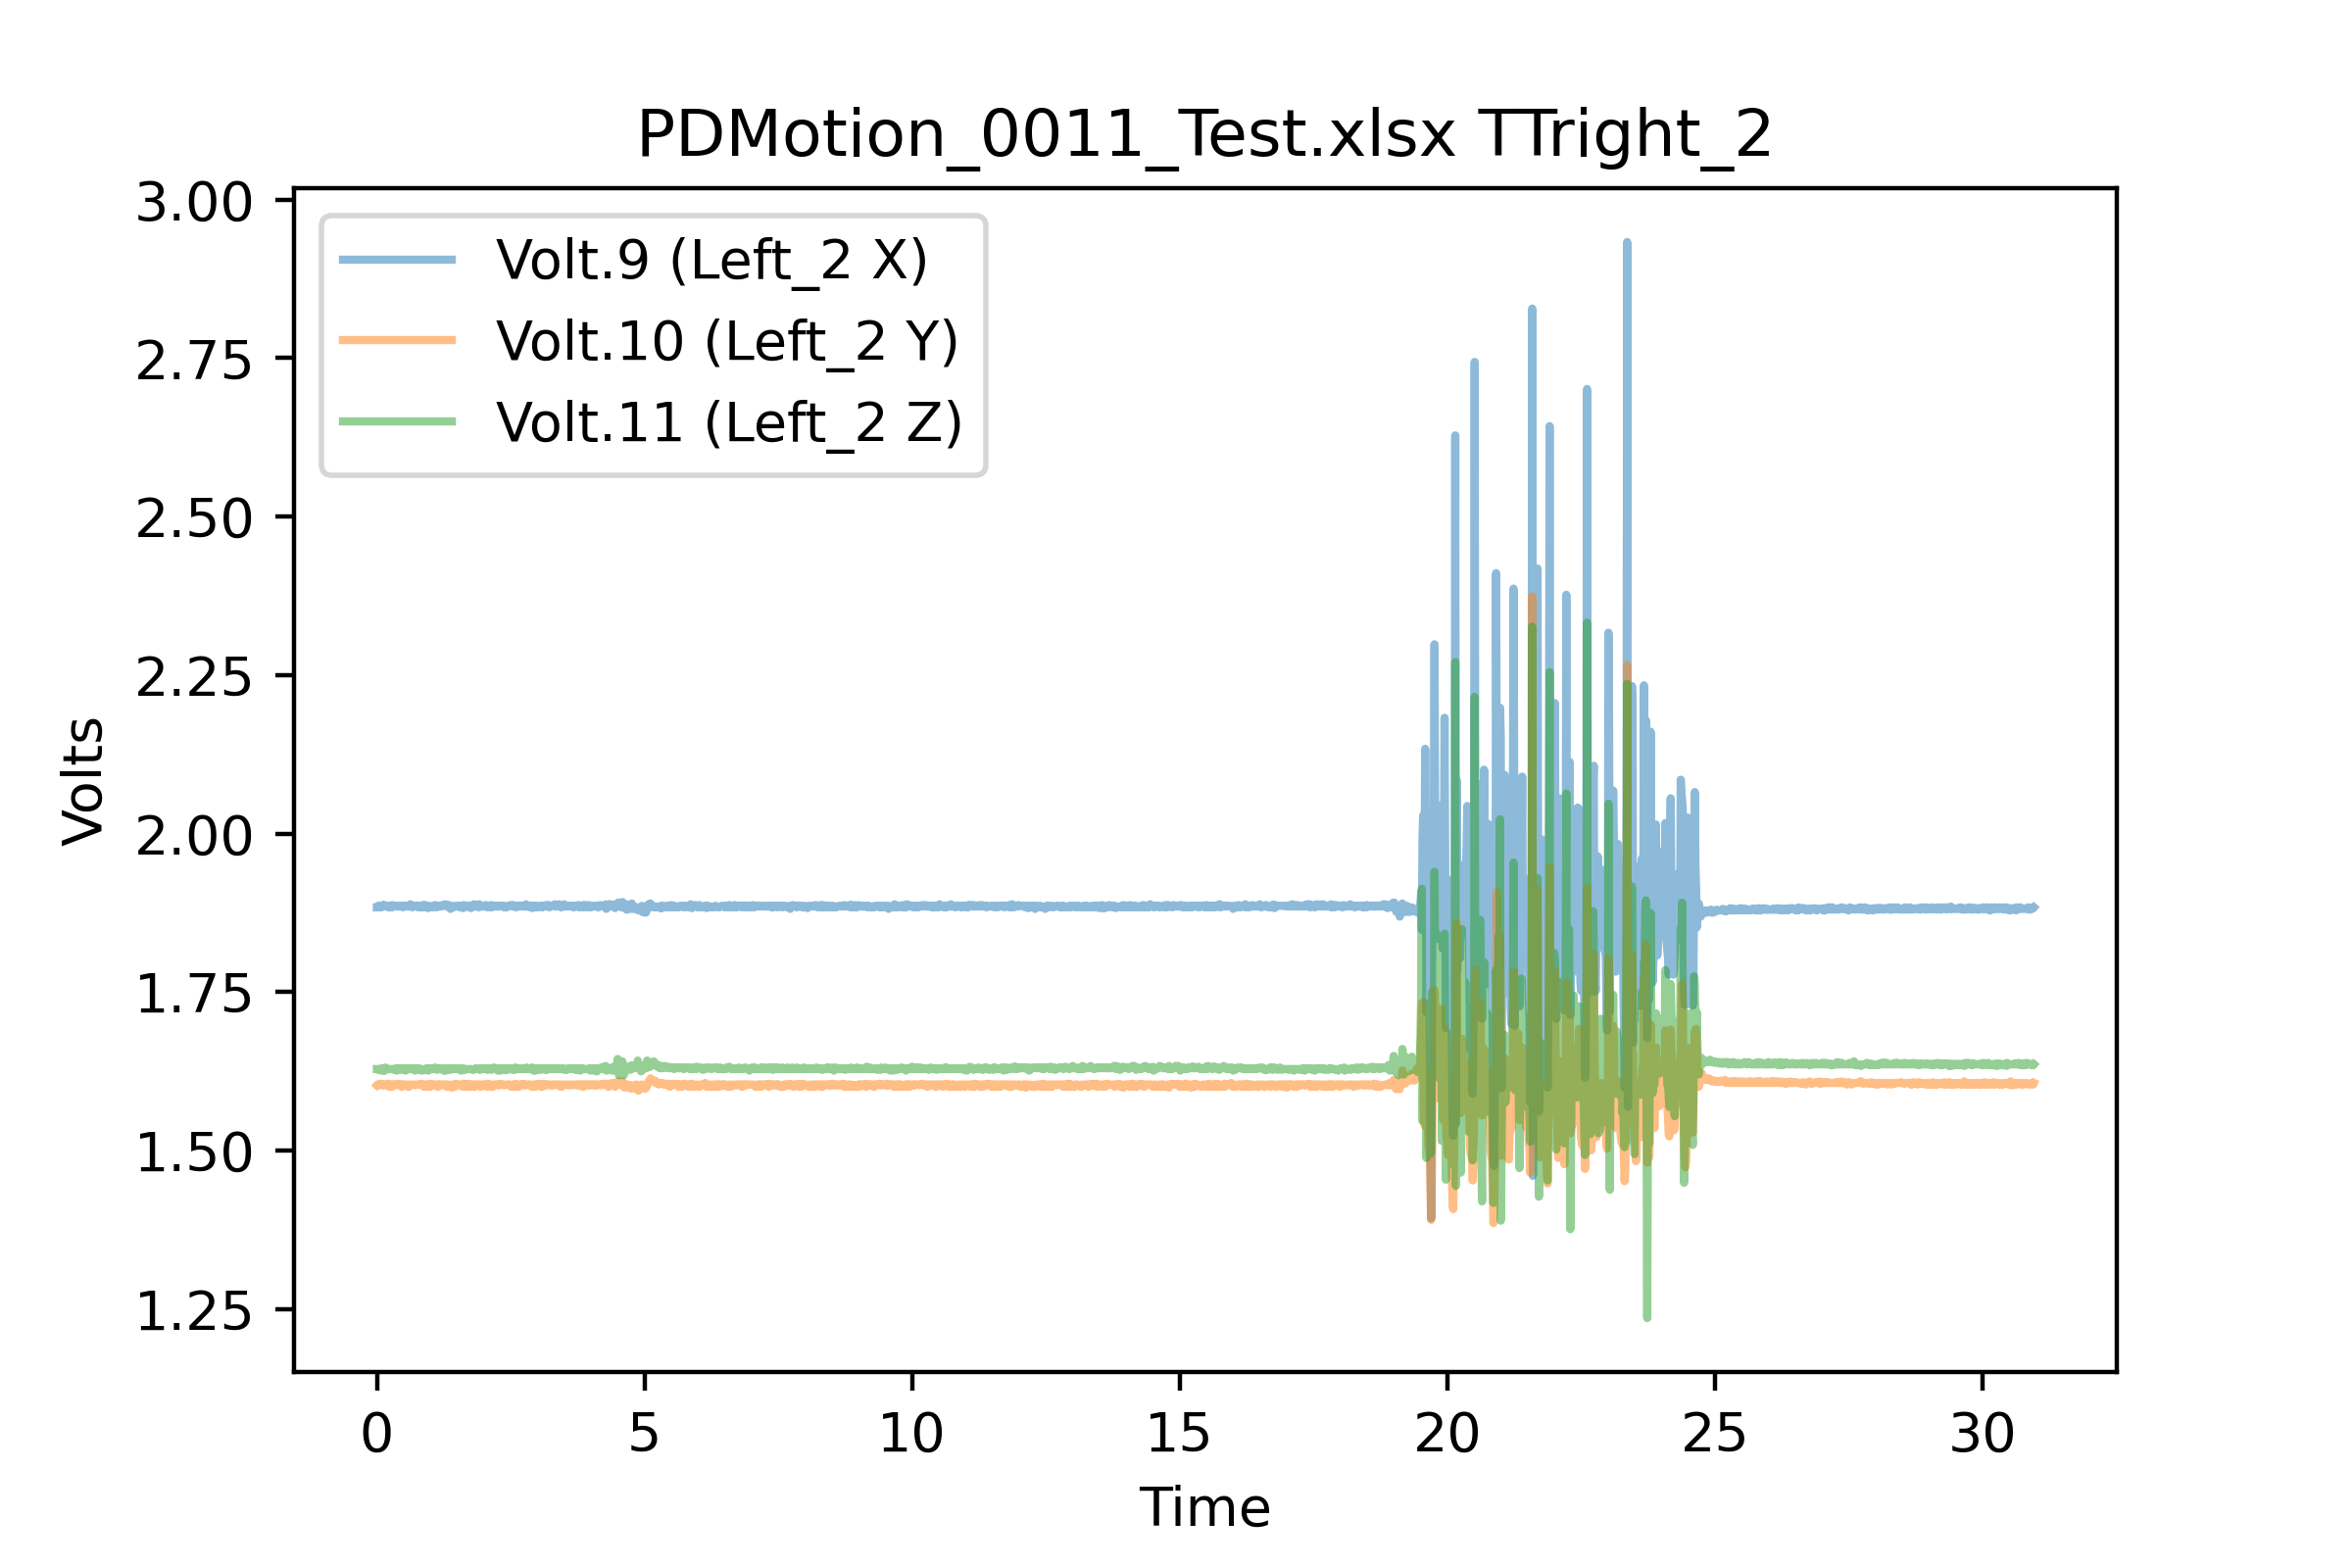 PDMotion_0011_Test.xlsx TTright_2
Volt.9 (Left_2 X)
Volt.10 (Left_2 Y)
Volt.11 (Left_2 Z)
3.00
2.75
2.50
2.25
2.00
1.75
1.50
1.25
Volts
0 5 10 15 20 25 30
Time